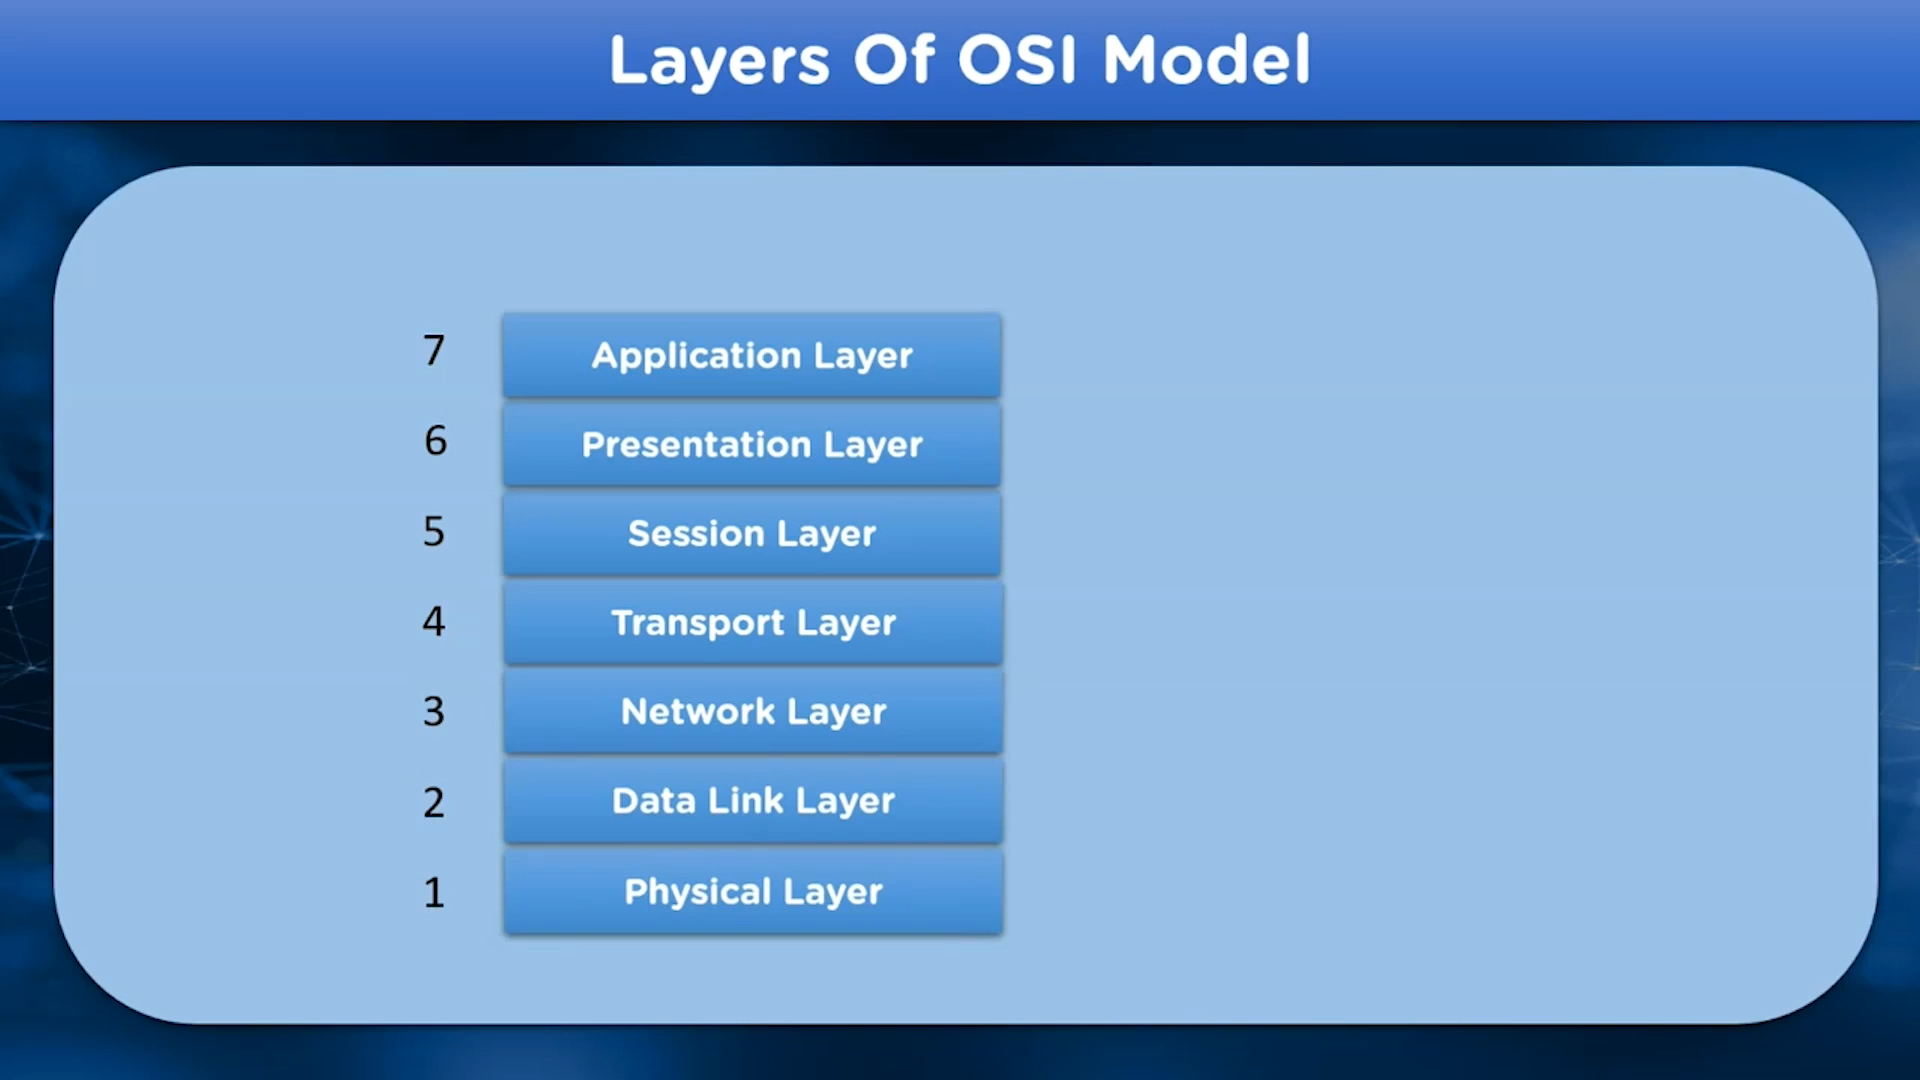 Layers Of OSI Model
7 Application Layer
6 Presentation Layer
5 Session Layer
4 Transport Layer
3 Network Layer
2 Data Link Layer
1 Physical Layer